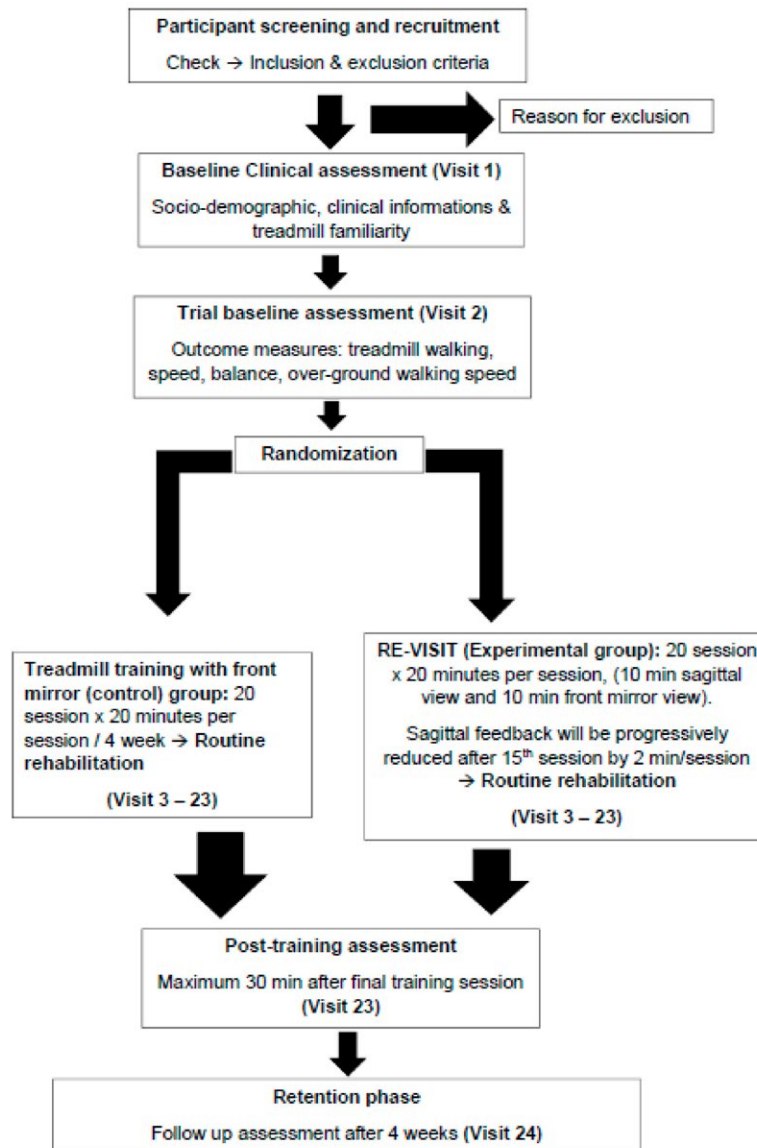 Participant screening and recruitment
Check → Inclusion & exclusion criteria
Reason for exclusion
Baseline Clinical assessment (Visit 1)
Socio-demographic, clinical informations &
treadmill familiarity
Trial baseline assessment (Visit 2)
Outcome measures: treadmill walking,
speed, balance, over-ground walking speed
Randomization
Treadmill training with front
mirror (control) group: 20
session x 20 minutes per
session / 4 week → Routine
rehabilitation
(Visit 3 – 23)
RE-VISIT (Experimental group): 20 session
x 20 minutes per session, (10 min sagittal
view and 10 min front mirror view).
Sagittal feedback will be progressively
reduced after 15th session by 2 min/session
→ Routine rehabilitation
(Visit 3 – 23)
Post-training assessment
Maximum 30 min after final training session
(Visit 23)
Retention phase
Follow up assessment after 4 weeks (Visit 24)